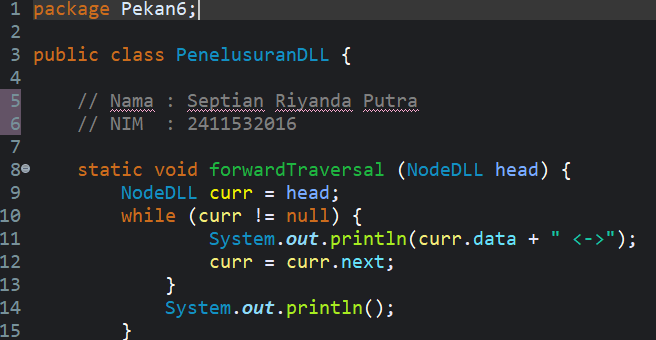 1 package Pekan6;
2
3 public class PenelusuranDLL {
4
5     // Nama : Septian Riyanda Putra
6     // NIM  : 2411532016
7
8     static void forwardTraversal (NodeDLL head) {
9         NodeDLL curr = head;
10         while (curr != null) {
11                 System.out.println(curr.data + " <->");
12                 curr = curr.next;
13             }
14             System.out.println();
15         }